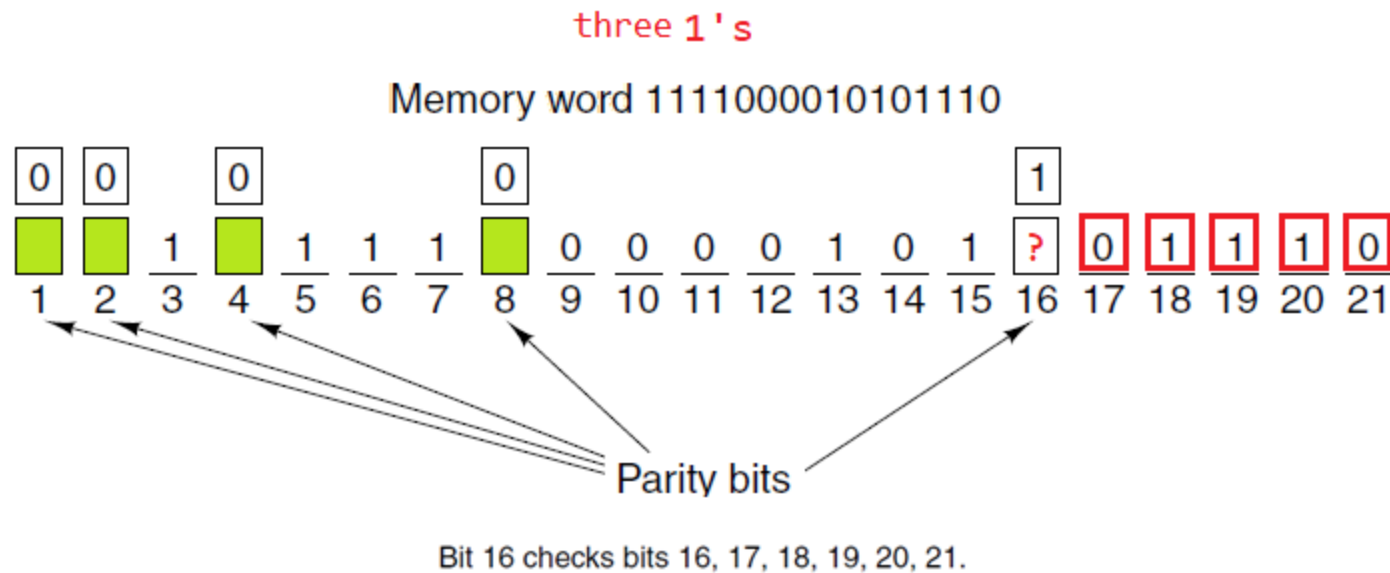 three 1's
Memory word 1111000010101110
0 0 0 0 1
1 1 1 1 0 0 0 0 1 0 1 ? 0 1 1 1 0
1 2 3 4 5 6 7 8 9 10 11 12 13 14 15 16 17 18 19 20 21
Parity bits
Bit 16 checks bits 16, 17, 18, 19, 20, 21.